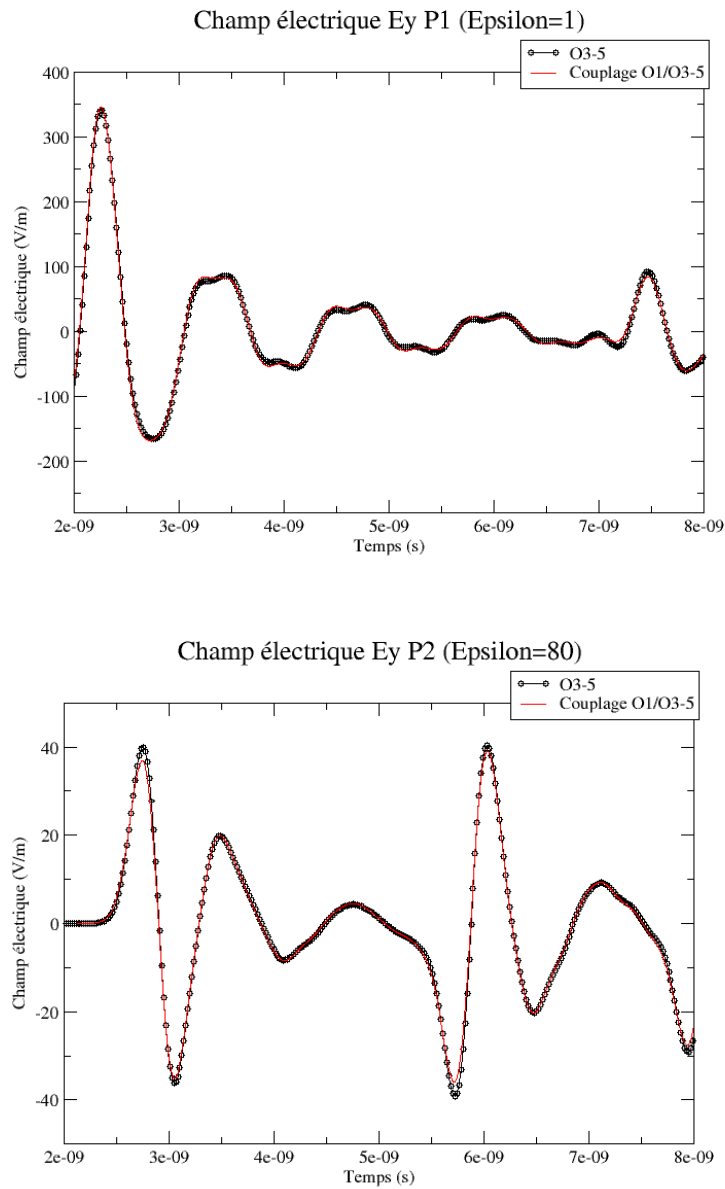 Champ électrique Ey P1 (Epsilon=1)
O3-5
Couplage O1/O3-5
400
300
200
100
0
-100
-200
Champ électrique (V/m)
2e-09 3e-09 4e-09 5e-09 6e-09 7e-09 8e-09
Temps (s)
Champ électrique Ey P2 (Epsilon=80)
O3-5
Couplage O1/O3-5
40
20
0
-20
-40
Champ électrique (V/m)
2e-09 3e-09 4e-09 5e-09 6e-09 7e-09 8e-09
Temps (s)